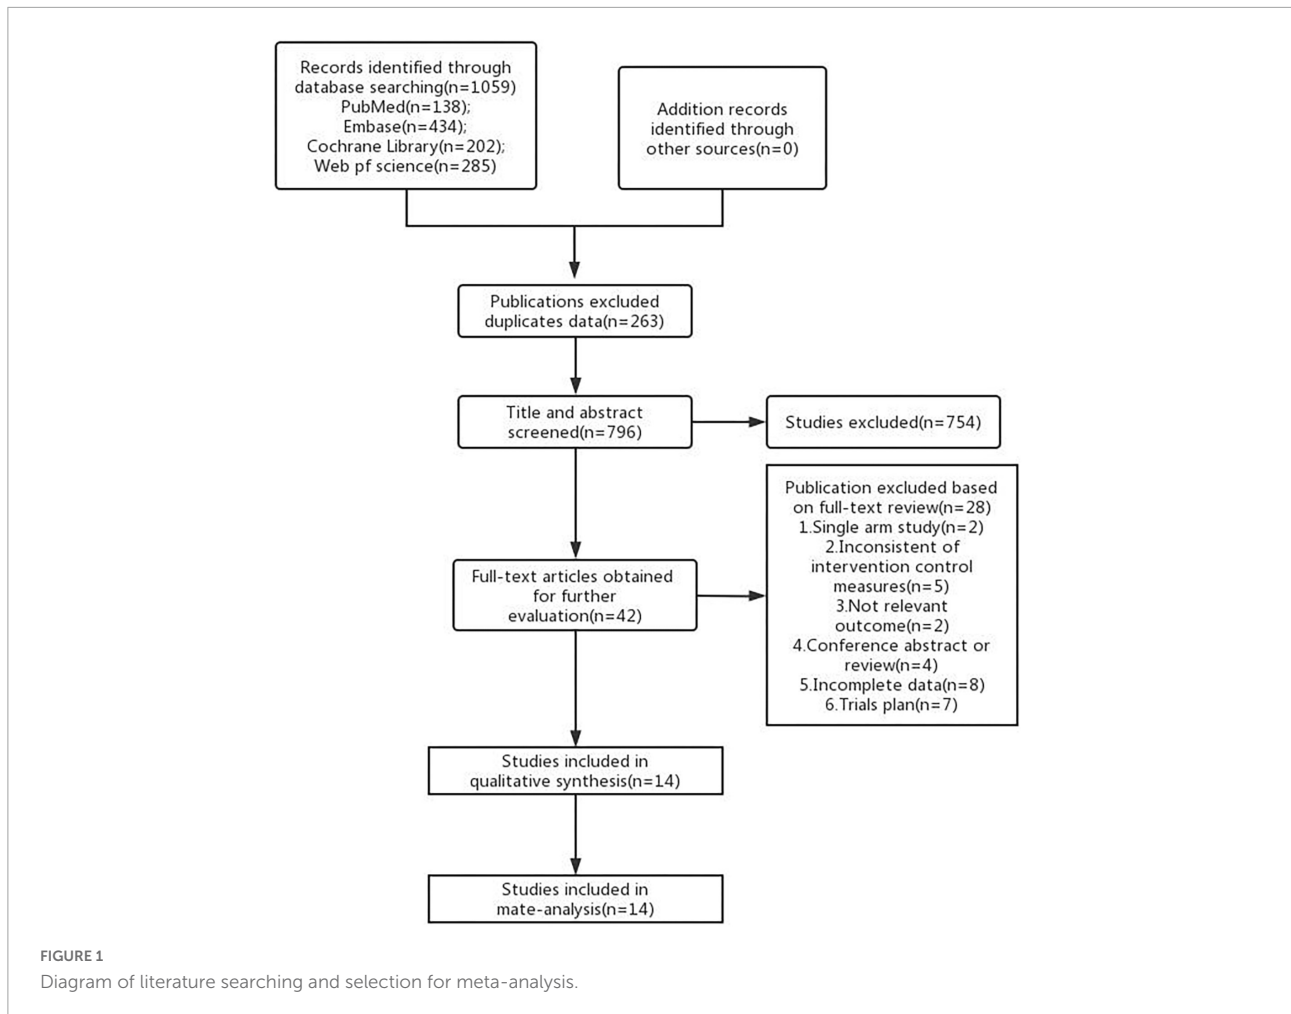 Records identified through
database searching(n=1059)
PubMed(n=138);
Embase(n=434);
Cochrane Library(n=202);
Web pf science(n=285)
Addition records
identified through
other sources(n=0)
Publications excluded
duplicates data(n=263)
Title and abstract
screened(n=796)
Studies excluded(n=754)
Publication excluded based
on full-text review(n=28)
1.Single arm study(n=2)
2.Inconsistent of
intervention control
measures(n=5)
3.Not relevant
outcome(n=2)
4.Conference abstract or
review(n=4)
5.Incomplete data(n=8)
6.Trials plan(n=7)
Full-text articles obtained
for further
evaluation(n=42)
Studies included in
qualitative synthesis(n=14)
Studies included in
mate-analysis(n=14)
FIGURE 1
Diagram of literature searching and selection for meta-analysis.